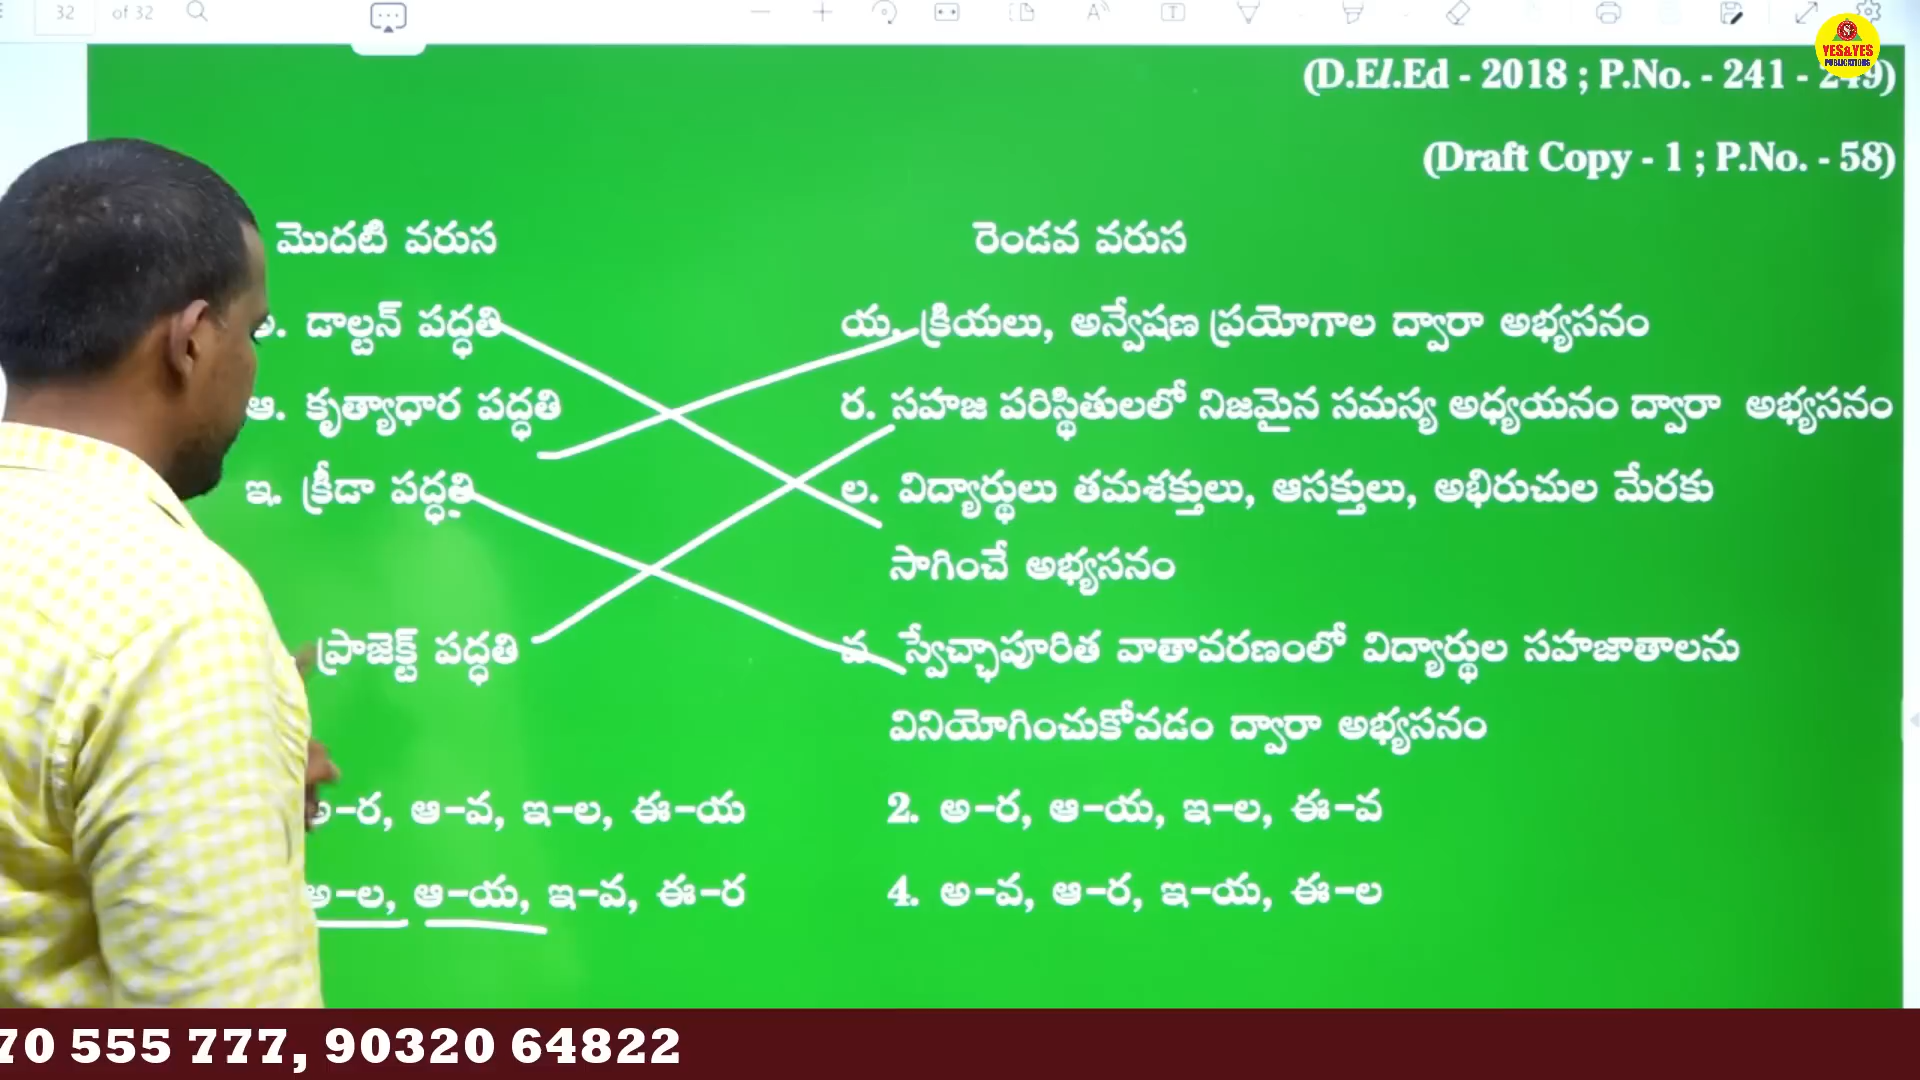 32 of 32
YES&YES
PUBLICATIONS
(D.El.Ed - 2018 ; P.No. - 241 - 249)
(Draft Copy - 1 ; P.No. - 58)
మొదటి వరుస రెండవ వరుస
. డాల్టన్ పద్ధతి య. క్రియలు, అన్వేషణ ప్రయోగాల ద్వారా అభ్యసనం
ఆ. కృత్యాధార పద్ధతి ర. సహజ పరిస్థితులలో నిజమైన సమస్య అధ్యయనం ద్వారా అభ్యసనం
ఇ. క్రీడా పద్ధతి ల. విద్యార్థులు తమశక్తులు, ఆసక్తులు, అభిరుచుల మేరకు
సాగించే అభ్యసనం
ప్రాజెక్ట్ పద్ధతి వ. స్వేచ్ఛాపూరిత వాతావరణంలో విద్యార్థుల సహజాతాలను
వినియోగించుకోవడం ద్వారా అభ్యసనం
అ-ర, ఆ-వ, ఇ-ల, ఈ-య 2. అ-ర, ఆ-య, ఇ-ల, ఈ-వ
అ-ల, ఆ-య, ఇ-వ, ఈ-ర 4. అ-వ, ఆ-ర, ఇ-య, ఈ-ల
70 555 777, 90320 64822